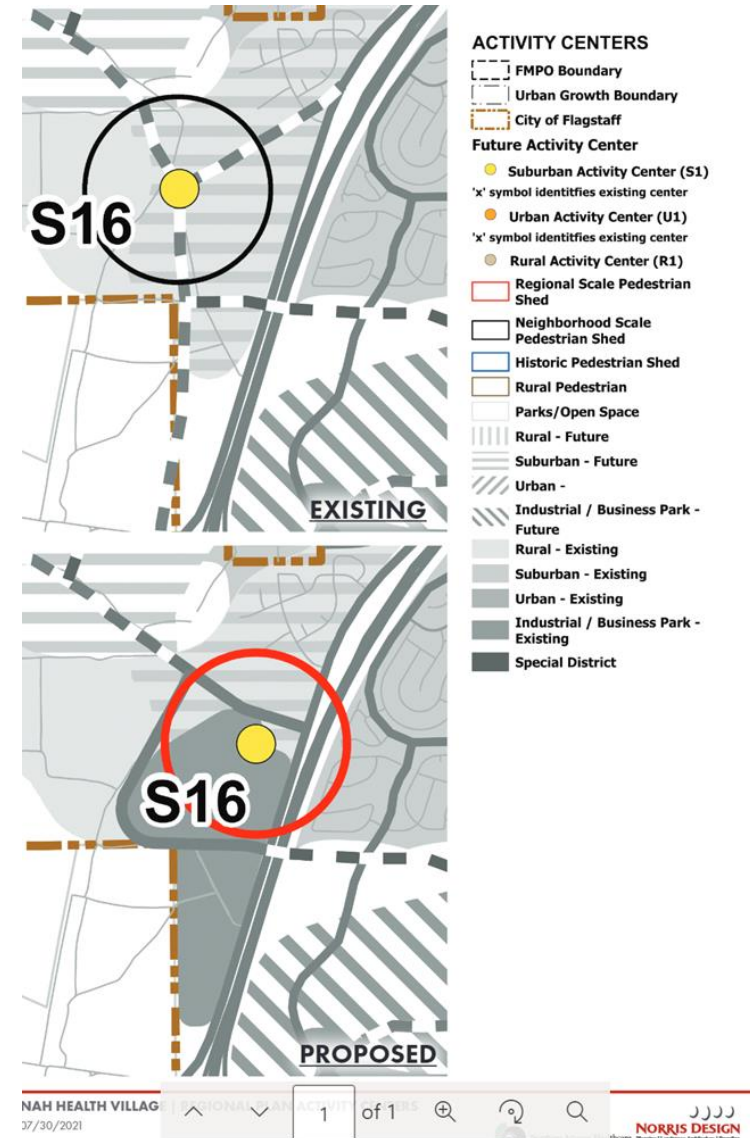 S16
EXISTING
S16
PROPOSED
ACTIVITY CENTERS
FMPO Boundary
Urban Growth Boundary
City of Flagstaff
Future Activity Center
Suburban Activity Center (S1)
'x' symbol identitfies existing center
Urban Activity Center (U1)
'x' symbol identitfies existing center
Rural Activity Center (R1)
Regional Scale Pedestrian
Shed
Neighborhood Scale
Pedestrian Shed
Historic Pedestrian Shed
Rural Pedestrian
Parks/Open Space
Rural - Future
Suburban - Future
Urban -
Industrial / Business Park -
Future
Rural - Existing
Suburban - Existing
Urban - Existing
Industrial / Business Park -
Existing
Special District
NAH HEALTH VILLAGE | REGIONAL PLAN ACTIVITY CENTERS
07/30/2021
1 of 1
NORRIS DESIGN